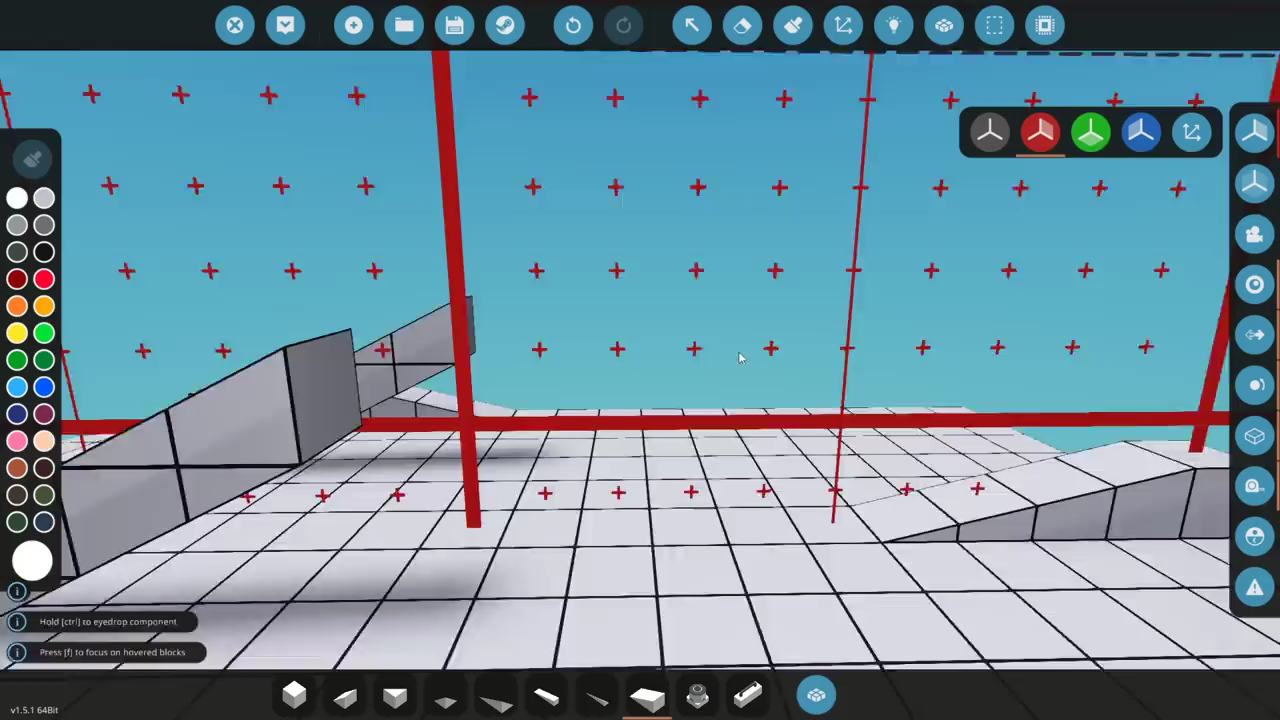 Hold [ctrl] to eyedrop component
Press [f] to focus on hovered blocks
v1.5.1 64Bit